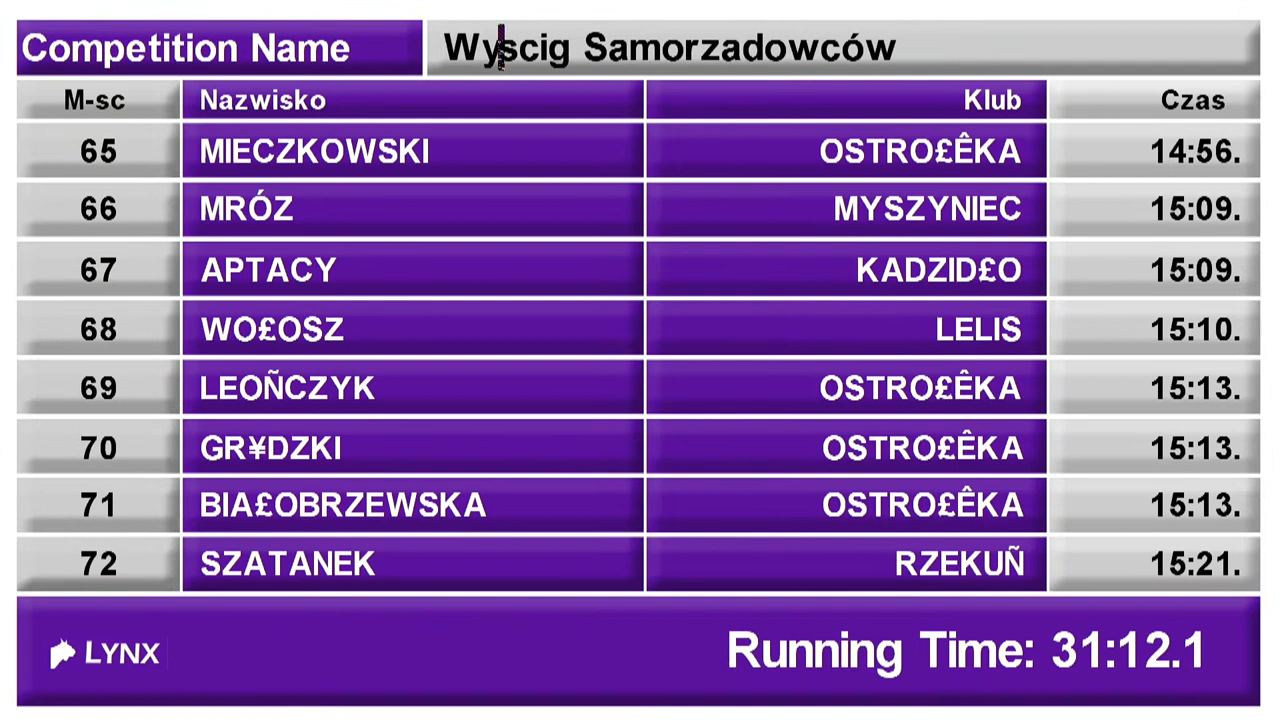 Competition Name Wyscig Samorzadowców
M-sc Nazwisko Klub Czas
65 MIECZKOWSKI OSTRO£ÊKA 14:56.
66 MRÓZ MYSZYNIEC 15:09.
67 APTACY KADZID£O 15:09.
68 WO£OSZ LELIS 15:10.
69 LEOÑCZYK OSTRO£ÊKA 15:13.
70 GR¥DZKI OSTRO£ÊKA 15:13.
71 BIA£OBRZEWSKA OSTRO£ÊKA 15:13.
72 SZATANEK RZEKUÑ 15:21.
LYNX Running Time: 31:12.1